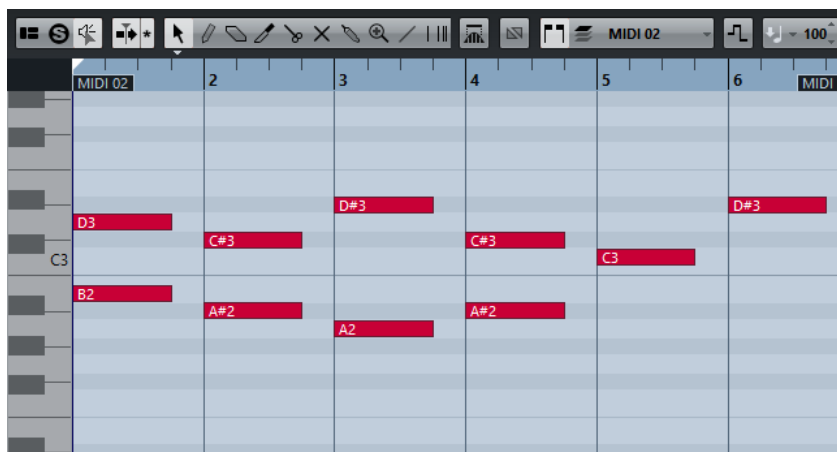 S * MIDI 02 100
MIDI 02 2 3 4 5 6 MIDI
D#3 D#3
D3
C#3 C#3
C3 C3
B2
A#2 A#2
A2